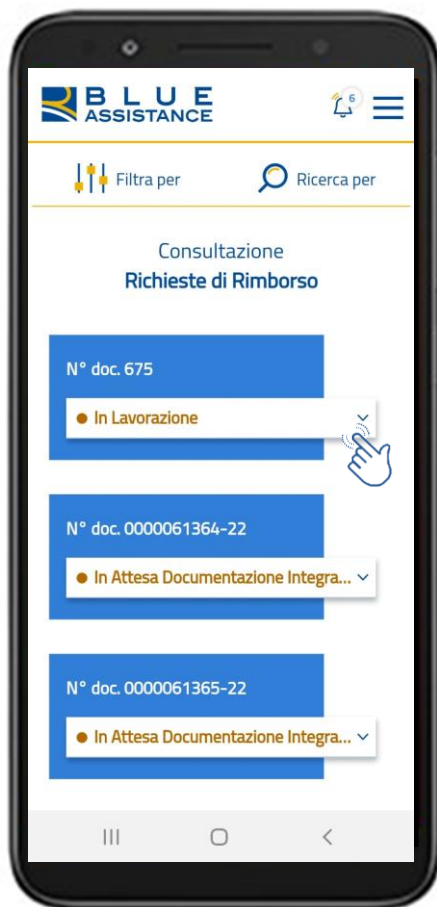 BLUE
ASSISTANCE
6
Filtra per
Ricerca per
Consultazione
Richieste di Rimborso
N° doc. 675
In Lavorazione
N° doc. 0000061364-22
In Attesa Documentazione Integra...
N° doc. 0000061365-22
In Attesa Documentazione Integra...